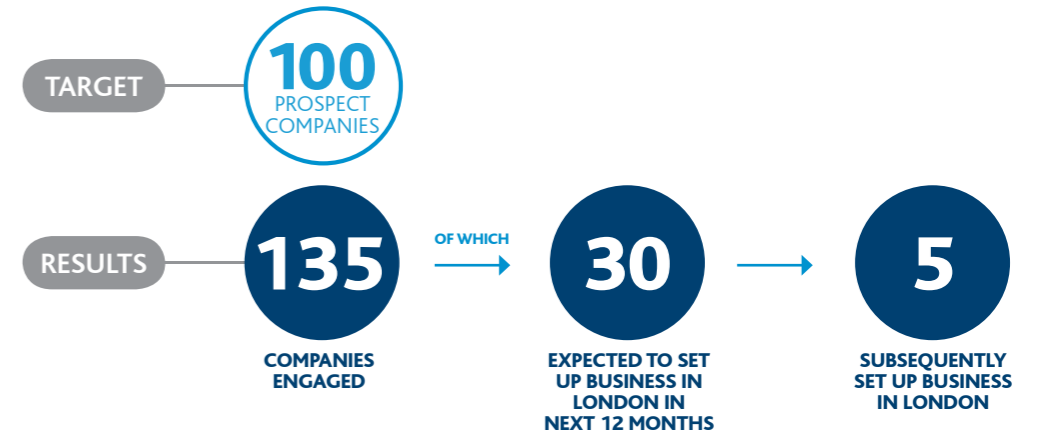 TARGET
100
PROSPECT
COMPANIES
RESULTS
135
COMPANIES
ENGAGED
OF WHICH
30
EXPECTED TO SET
UP BUSINESS IN
LONDON IN
NEXT 12 MONTHS
5
SUBSEQUENTLY
SET UP BUSINESS
IN LONDON